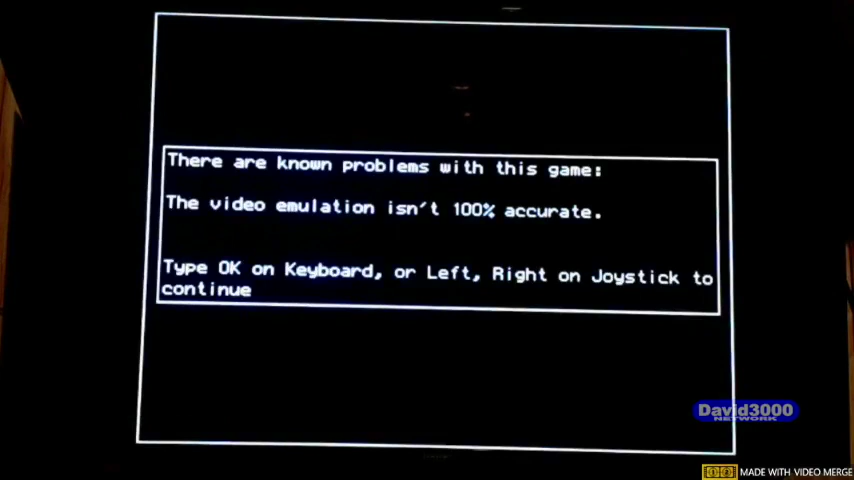 There are known problems with this game:
The video emulation isn't 100% accurate.
Type OK on Keyboard, or Left, Right on Joystick to
continue
David3000
NETWORK
MADE WITH VIDEO MERGE